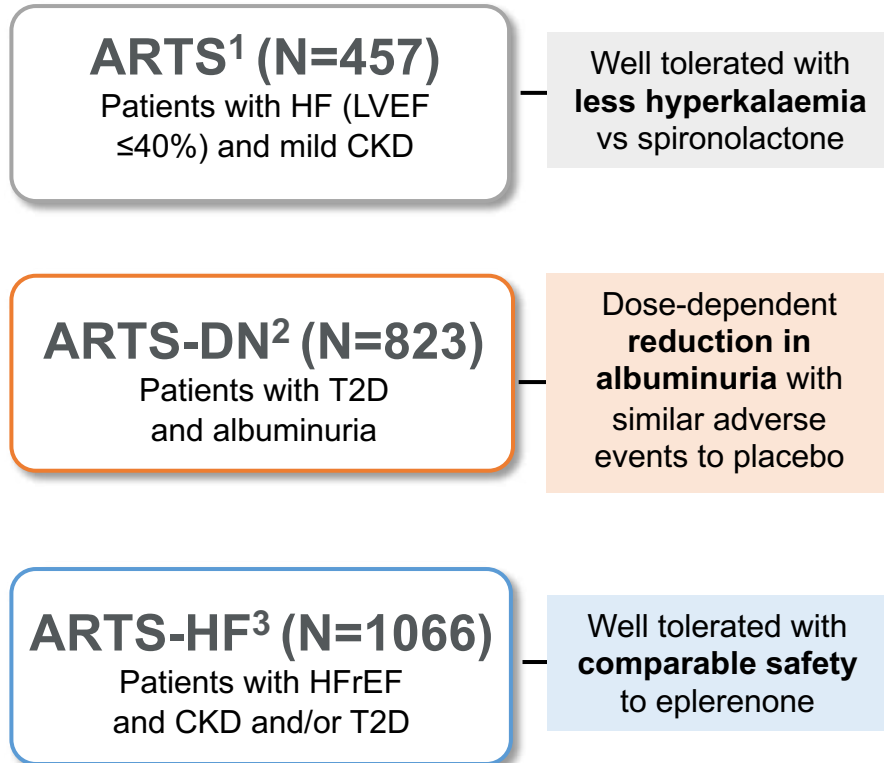 ARTS¹ (N=457)
Patients with HF (LVEF
≤40%) and mild CKD
Well tolerated with
less hyperkalaemia
vs spironolactone
ARTS-DN² (N=823)
Patients with T2D
and albuminuria
Dose-dependent
reduction in
albuminuria with
similar adverse
events to placebo
ARTS-HF³ (N=1066)
Patients with HFrEF
and CKD and/or T2D
Well tolerated with
comparable safety
to eplerenone